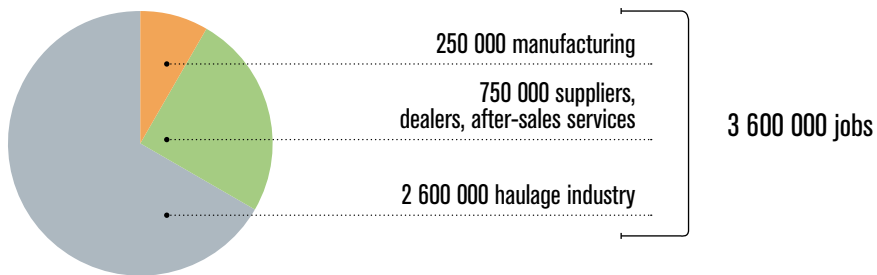 250 000 manufacturing
750 000 suppliers,
dealers, after-sales services
2 600 000 haulage industry
3 600 000 jobs